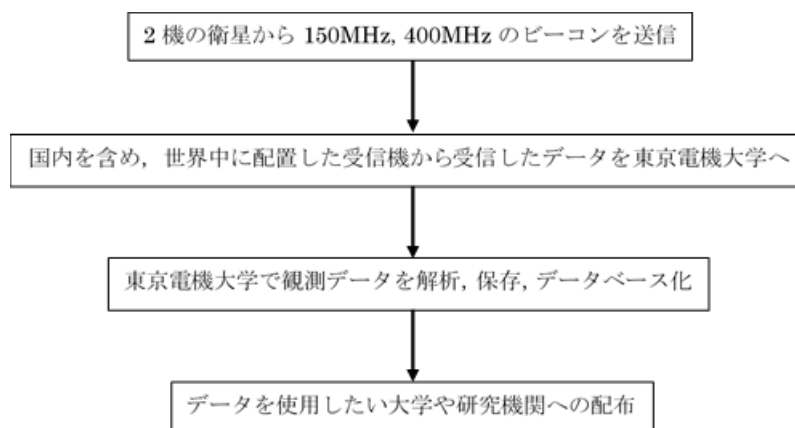 2 機の衛星から 150MHz, 400MHz のビーコンを送信
国内を含め，世界中に配置した受信機から受信したデータを東京電機大学へ
東京電機大学で観測データを解析, 保存, データベース化
データを使用したい大学や研究機関への配布